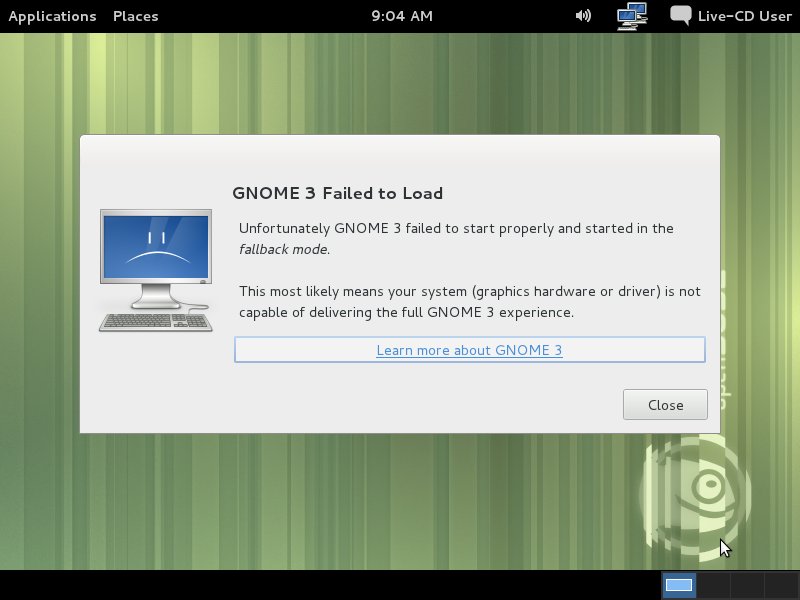 Applications Places 9:04 AM Live-CD User
GNOME 3 Failed to Load
Unfortunately GNOME 3 failed to start properly and started in the
fallback mode.
This most likely means your system (graphics hardware or driver) is not
capable of delivering the full GNOME 3 experience.
Learn more about GNOME 3
Close